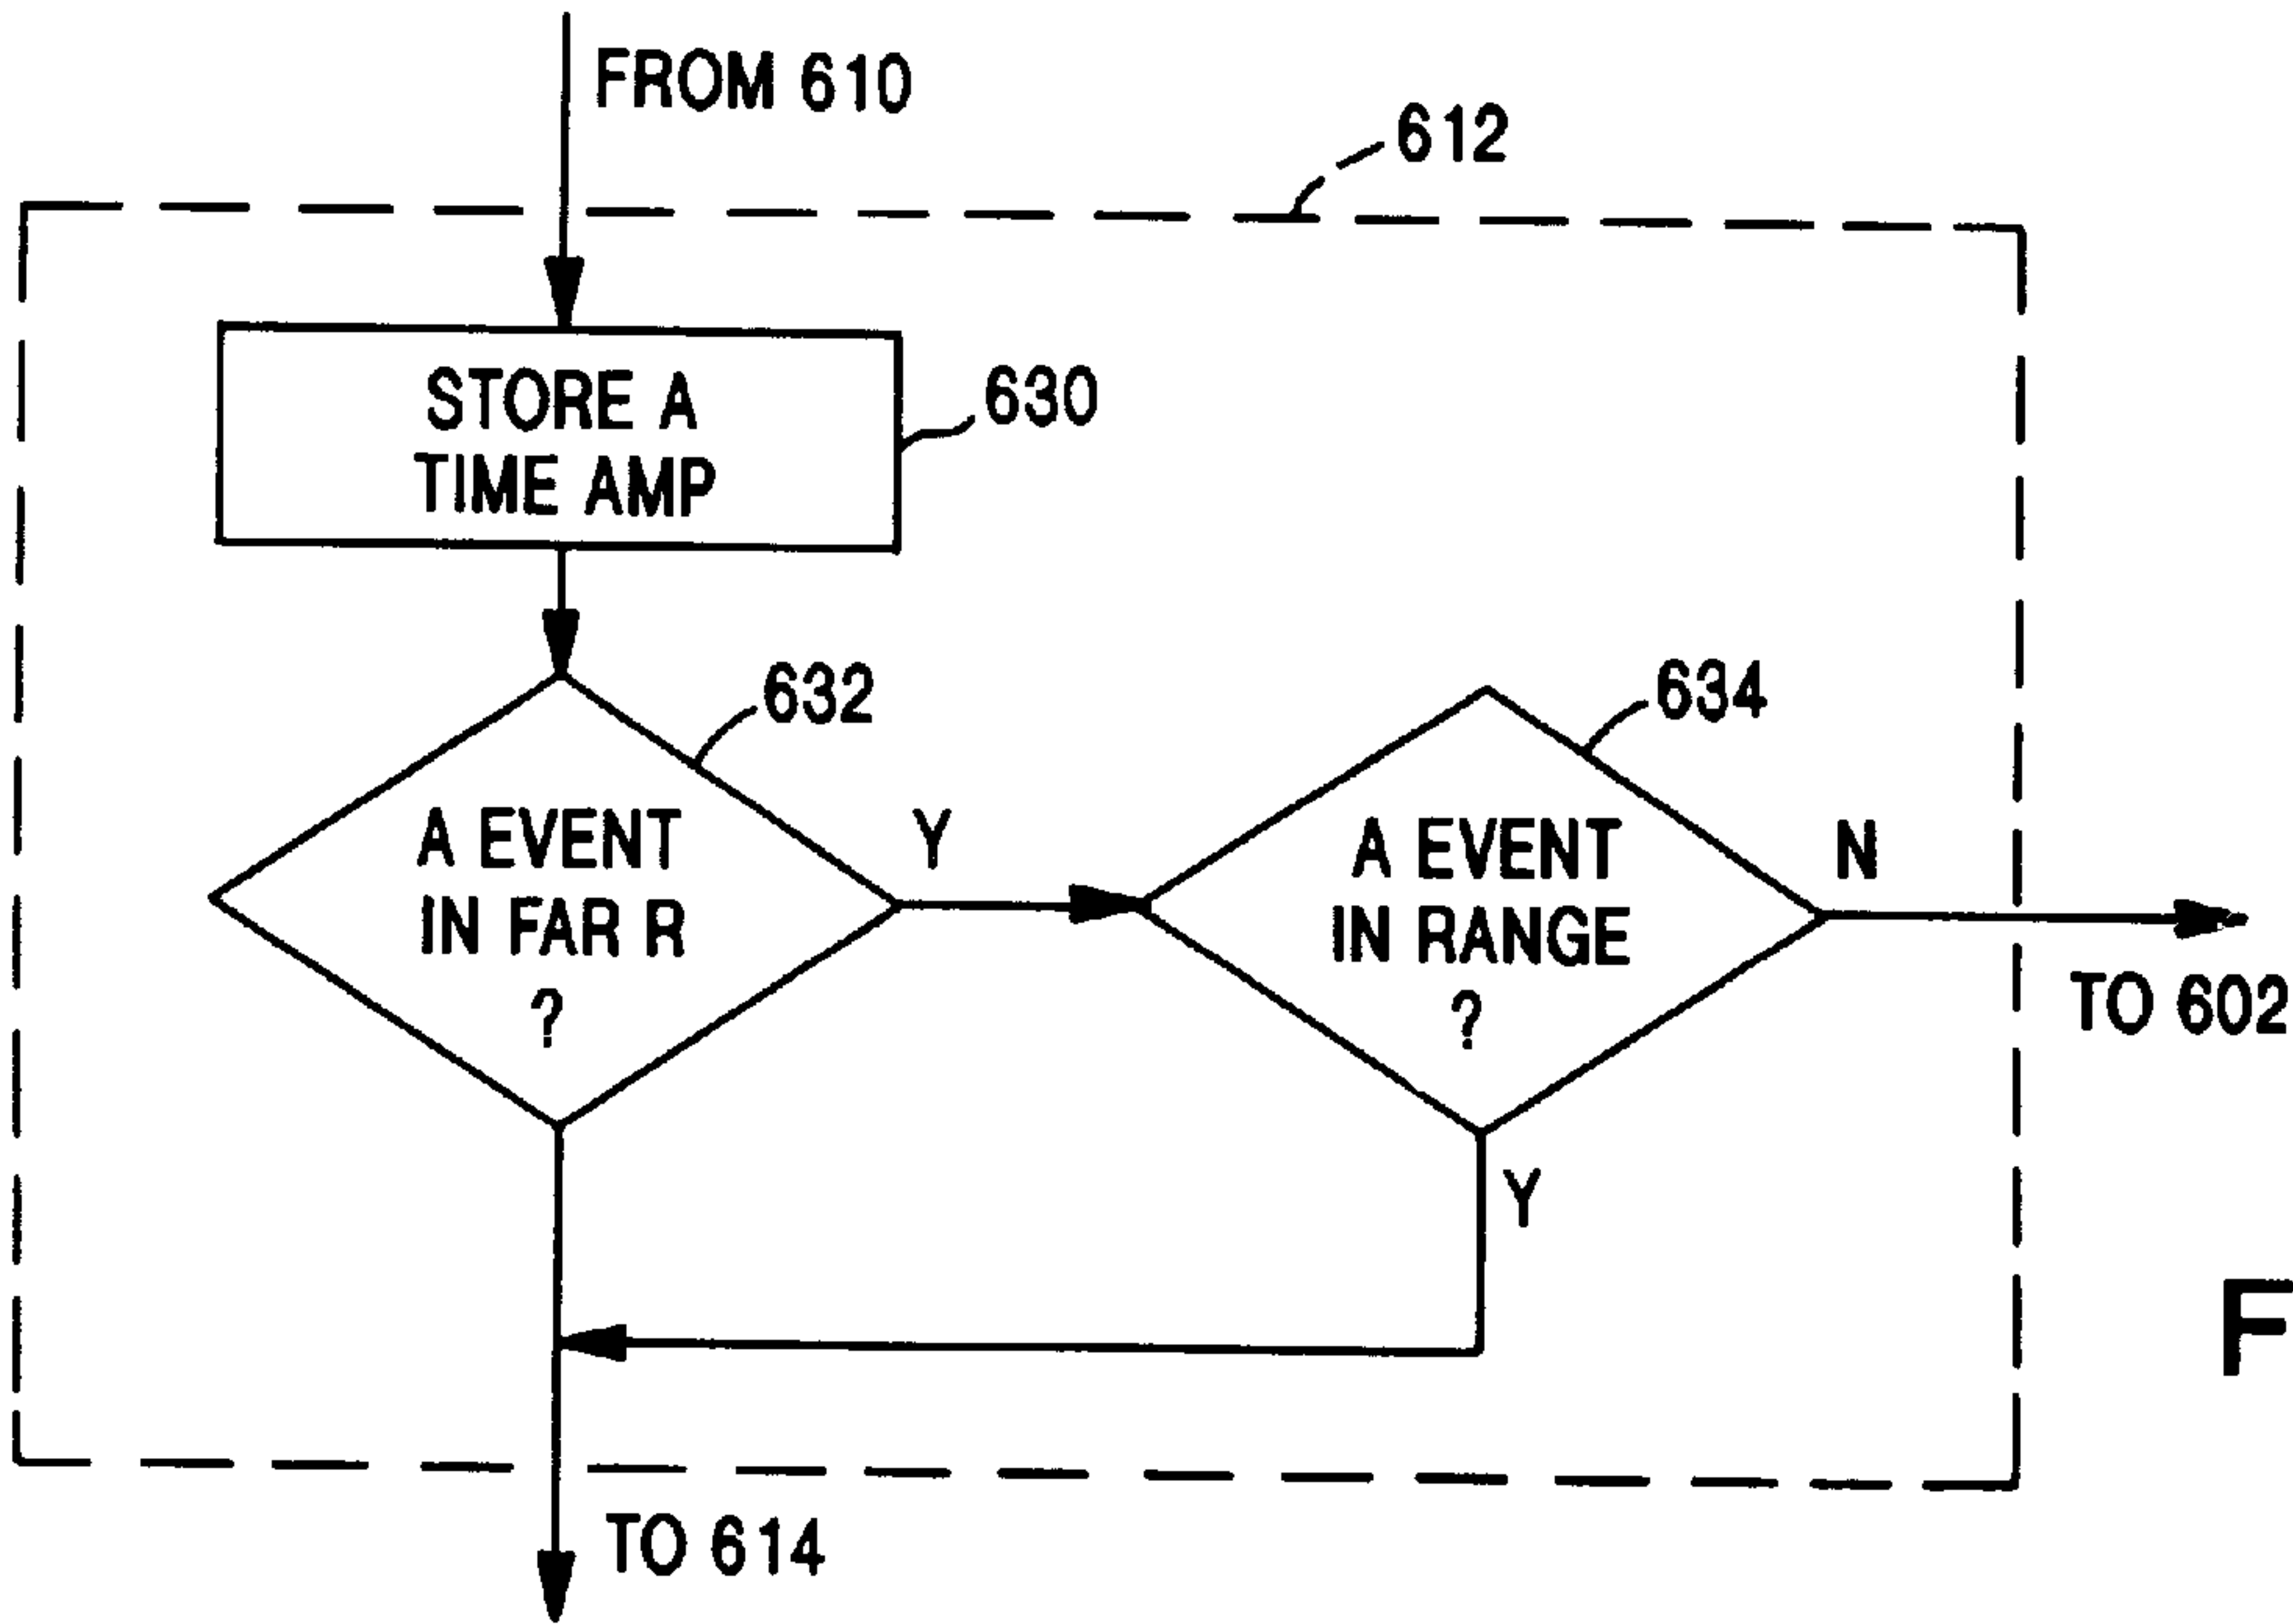 FROM 610
612
STORE A
TIME AMP
630
632
634
A EVENT
IN FAR R
?
Y
A EVENT
IN RANGE
?
N
TO 602
Y
F
TO 614